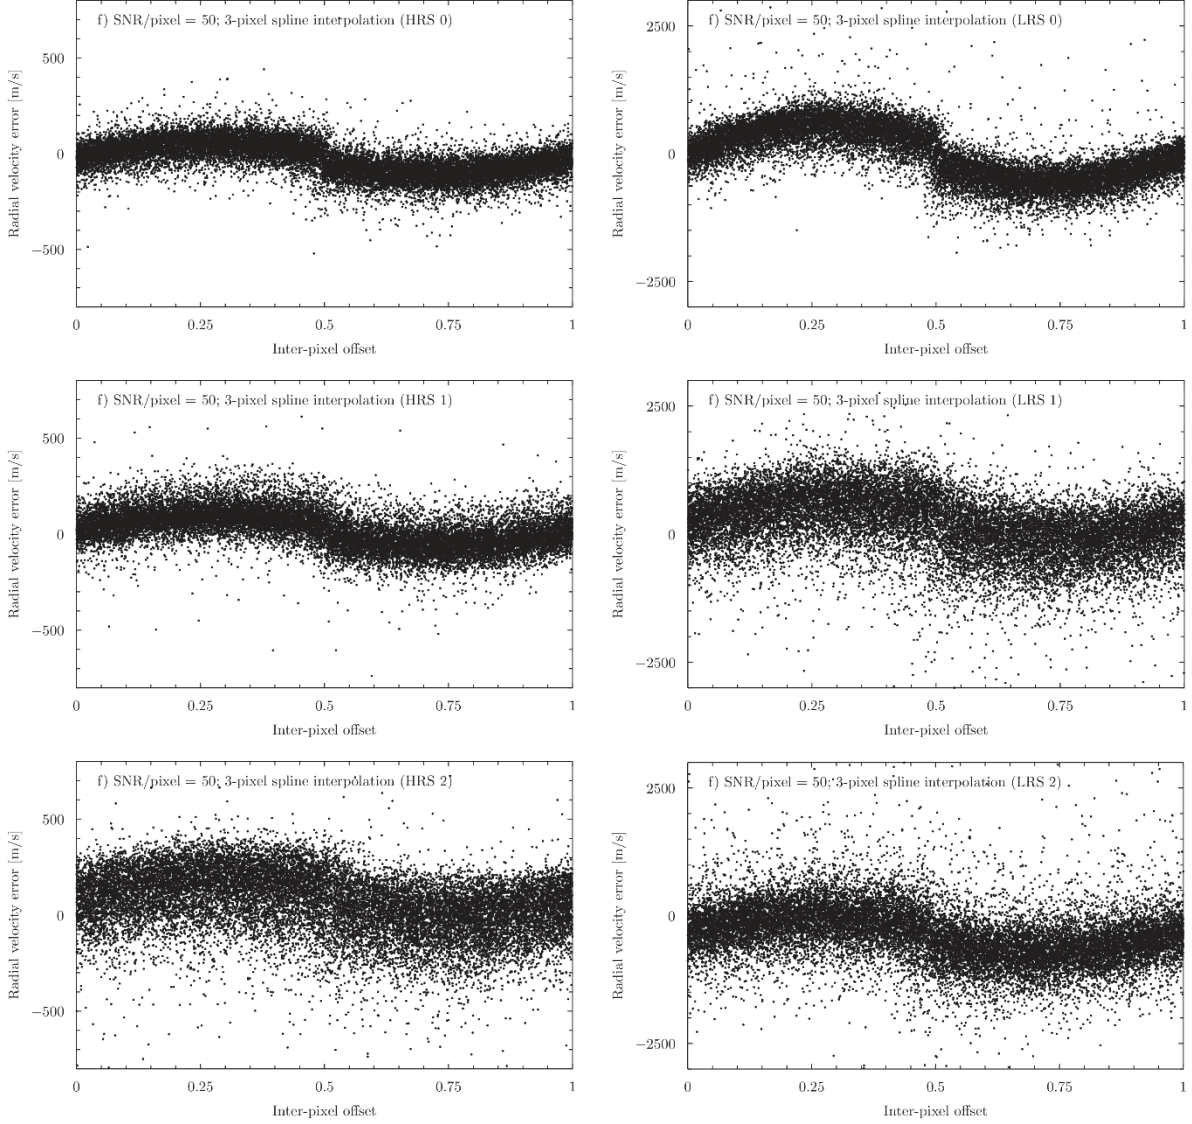 f) SNR/pixel = 50; 3-pixel spline interpolation (HRS 0)
500
0
−500
Radial velocity error [m/s]
0 0.25 0.5 0.75 1
Inter-pixel offset
f) SNR/pixel = 50; 3-pixel spline interpolation (LRS 0)
2500
0
−2500
Radial velocity error [m/s]
0 0.25 0.5 0.75 1
Inter-pixel offset
f) SNR/pixel = 50; 3-pixel spline interpolation (HRS 1)
500
0
−500
Radial velocity error [m/s]
0 0.25 0.5 0.75 1
Inter-pixel offset
f) SNR/pixel = 50; 3-pixel spline interpolation (LRS 1)
2500
0
−2500
Radial velocity error [m/s]
0 0.25 0.5 0.75 1
Inter-pixel offset
f) SNR/pixel = 50; 3-pixel spline interpolation (HRS 2)
500
0
−500
Radial velocity error [m/s]
0 0.25 0.5 0.75 1
Inter-pixel offset
f) SNR/pixel = 50; 3-pixel spline interpolation (LRS 2)
2500
0
−2500
Radial velocity error [m/s]
0 0.25 0.5 0.75 1
Inter-pixel offset